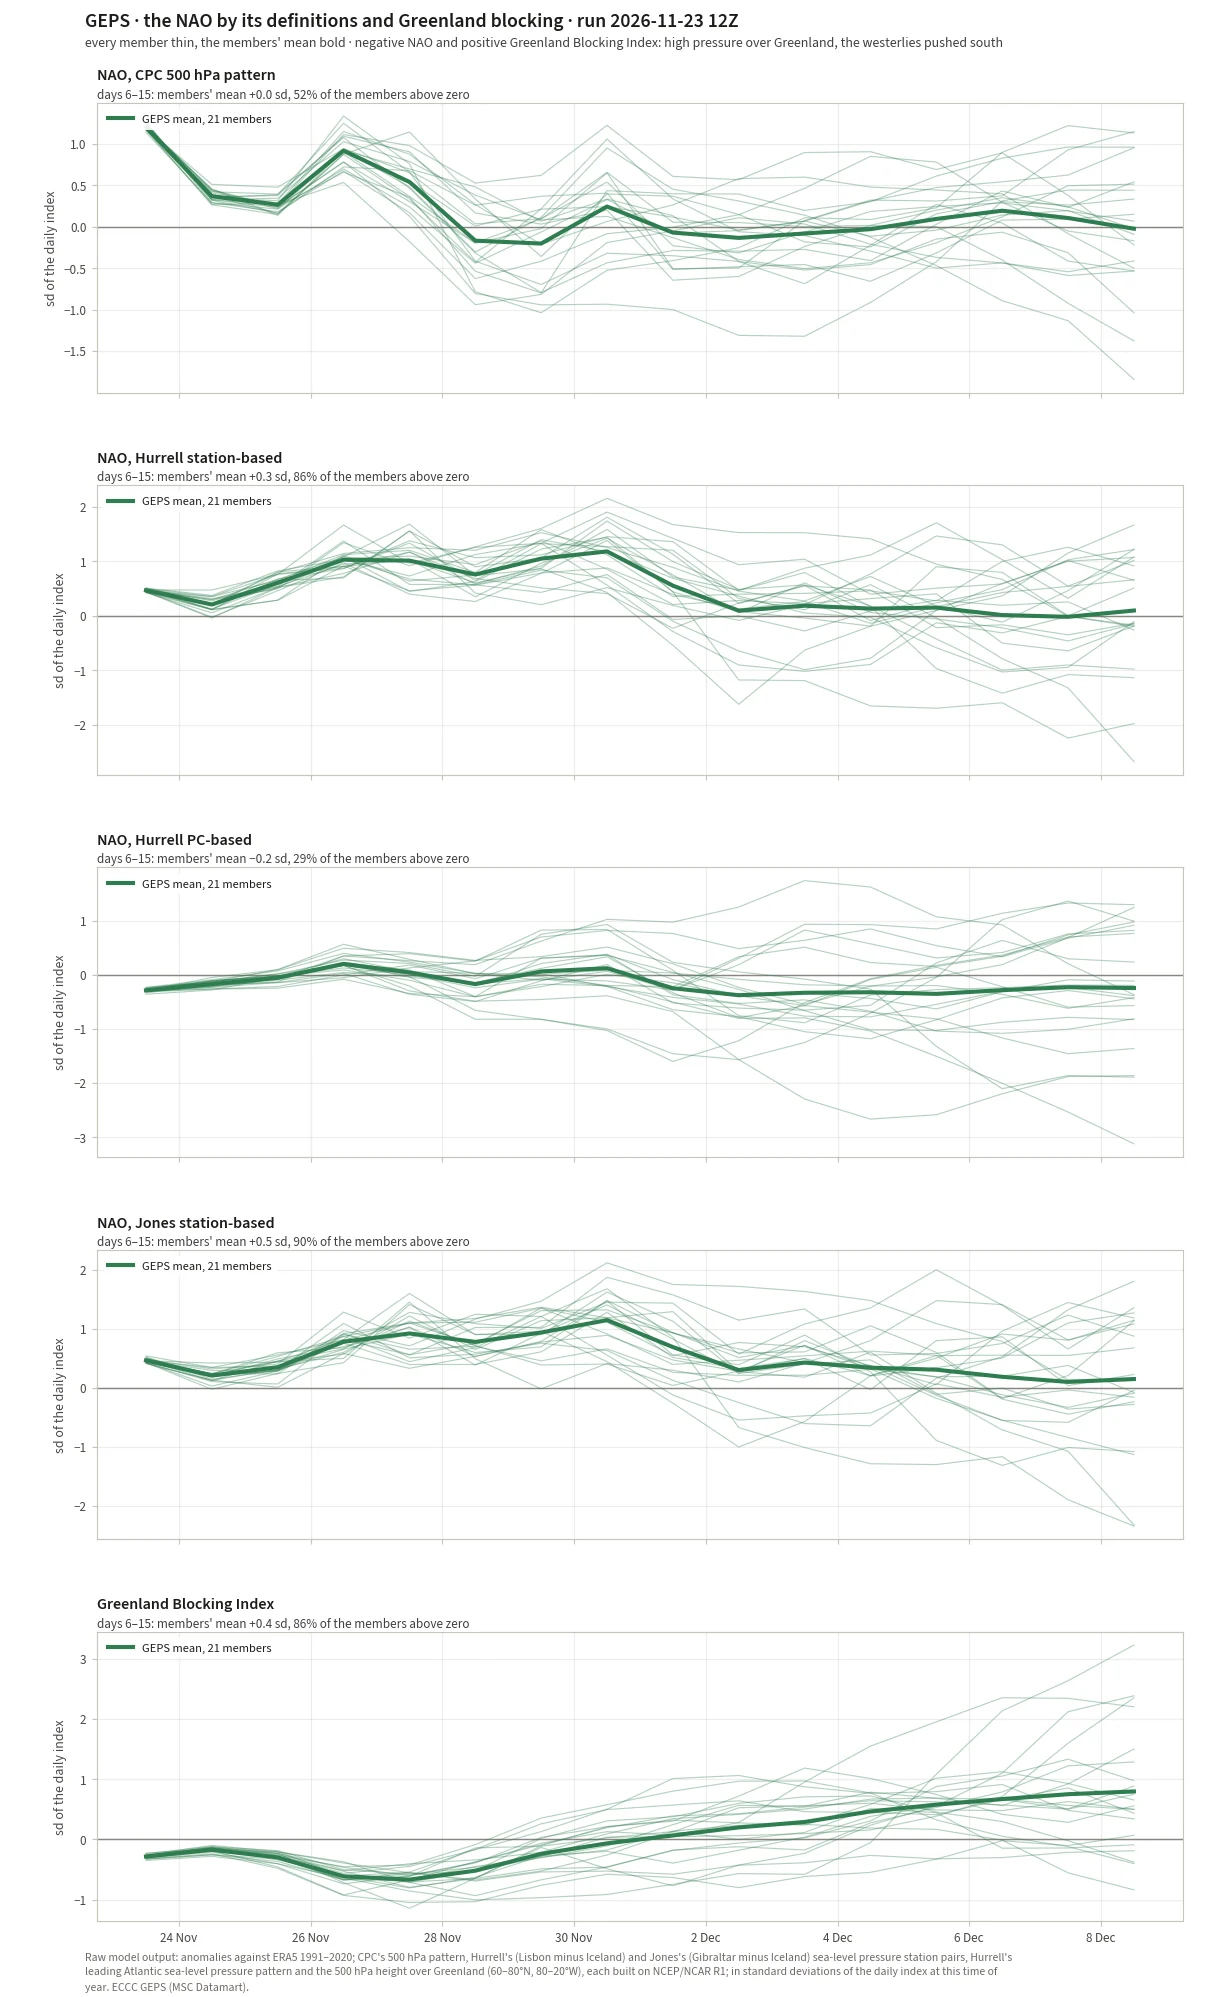 GEPS · the NAO by its definitions and Greenland blocking · run 2026-11-23 12Z
every member thin, the members' mean bold · negative NAO and positive Greenland Blocking Index: high pressure over Greenland, the westerlies pushed south
NAO, CPC 500 hPa pattern
days 6–15: members' mean +0.0 sd, 52% of the members above zero
GEPS mean, 21 members
1.0
0.5
0.0
−0.5
−1.0
−1.5
sd of the daily index
NAO, Hurrell station-based
days 6–15: members' mean +0.3 sd, 86% of the members above zero
GEPS mean, 21 members
2
1
0
−1
−2
sd of the daily index
NAO, Hurrell PC-based
days 6–15: members' mean −0.2 sd, 29% of the members above zero
GEPS mean, 21 members
1
0
−1
−2
−3
sd of the daily index
NAO, Jones station-based
days 6–15: members' mean +0.5 sd, 90% of the members above zero
GEPS mean, 21 members
2
1
0
−1
−2
sd of the daily index
Greenland Blocking Index
days 6–15: members' mean +0.4 sd, 86% of the members above zero
GEPS mean, 21 members
3
2
1
0
−1
sd of the daily index
24 Nov 26 Nov 28 Nov 30 Nov 2 Dec 4 Dec 6 Dec 8 Dec
Raw model output: anomalies against ERA5 1991–2020; CPC's 500 hPa pattern, Hurrell's (Lisbon minus Iceland) and Jones's (Gibraltar minus Iceland) sea-level pressure station pairs, Hurrell's
leading Atlantic sea-level pressure pattern and the 500 hPa height over Greenland (60–80°N, 80–20°W), each built on NCEP/NCAR R1; in standard deviations of the daily index at this time of
year. ECCC GEPS (MSC Datamart).